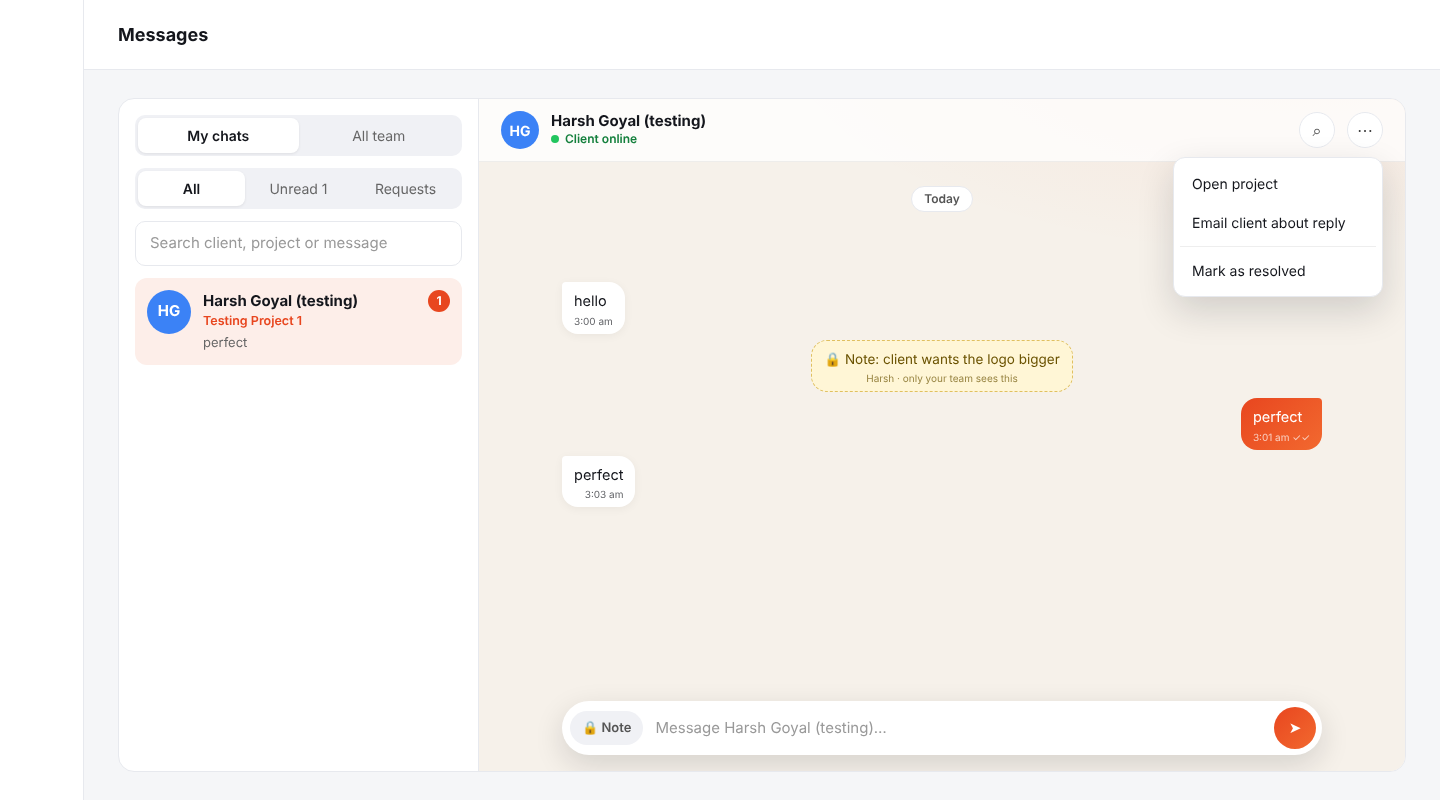 Messages
My chats
All team
All
Unread 1
Requests
Search client, project or message
HG
Harsh Goyal (testing)
1
Testing Project 1
perfect
HG
Harsh Goyal (testing)
Client online
Open project
Email client about reply
Mark as resolved
Today
hello
3:00 am
🔒 Note: client wants the logo bigger
Harsh · only your team sees this
perfect
3:01 am ✓✓
perfect
3:03 am
🔒 Note
Message Harsh Goyal (testing)...